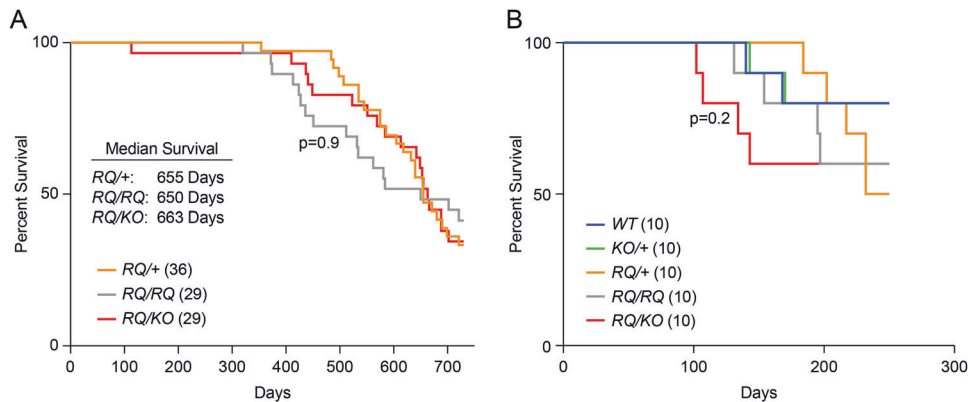 A
100
50
0
Percent Survival
p=0.9
Median Survival
RQ/+: 655 Days
RQ/RQ: 650 Days
RQ/KO: 663 Days
RQ/+ (36)
RQ/RQ (29)
RQ/KO (29)
0 100 200 300 400 500 600 700
Days
B
100
50
0
Percent Survival
p=0.2
WT (10)
KO/+ (10)
RQ/+ (10)
RQ/RQ (10)
RQ/KO (10)
0 100 200 300
Days